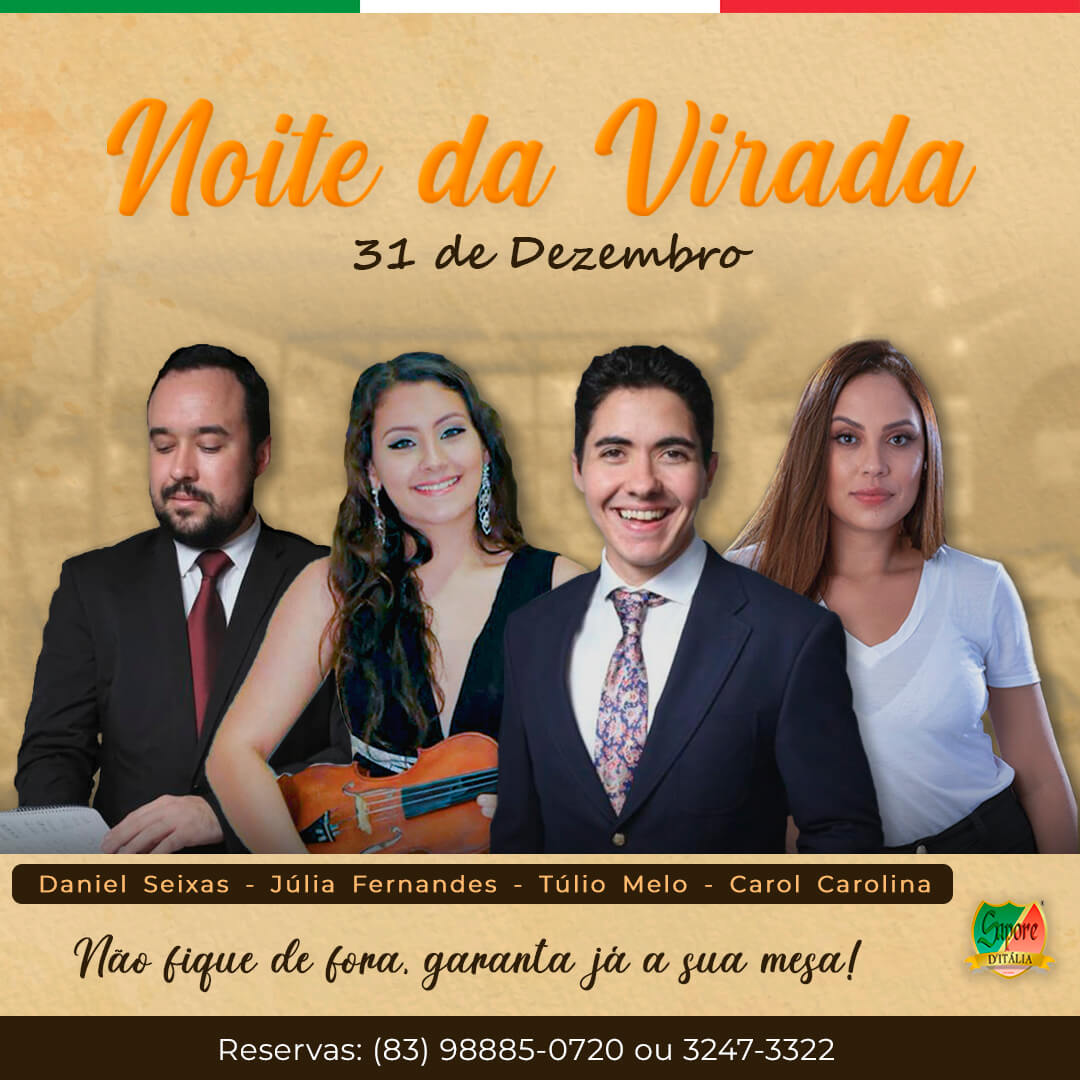 Noite da Virada
31 de Dezembro
Daniel Seixas - Júlia Fernandes - Túlio Melo - Carol Carolina
Sapore
D'ITÁLIA
Não fique de fora, garanta já a sua mesa!
Reservas: (83) 98885-0720 ou 3247-3322